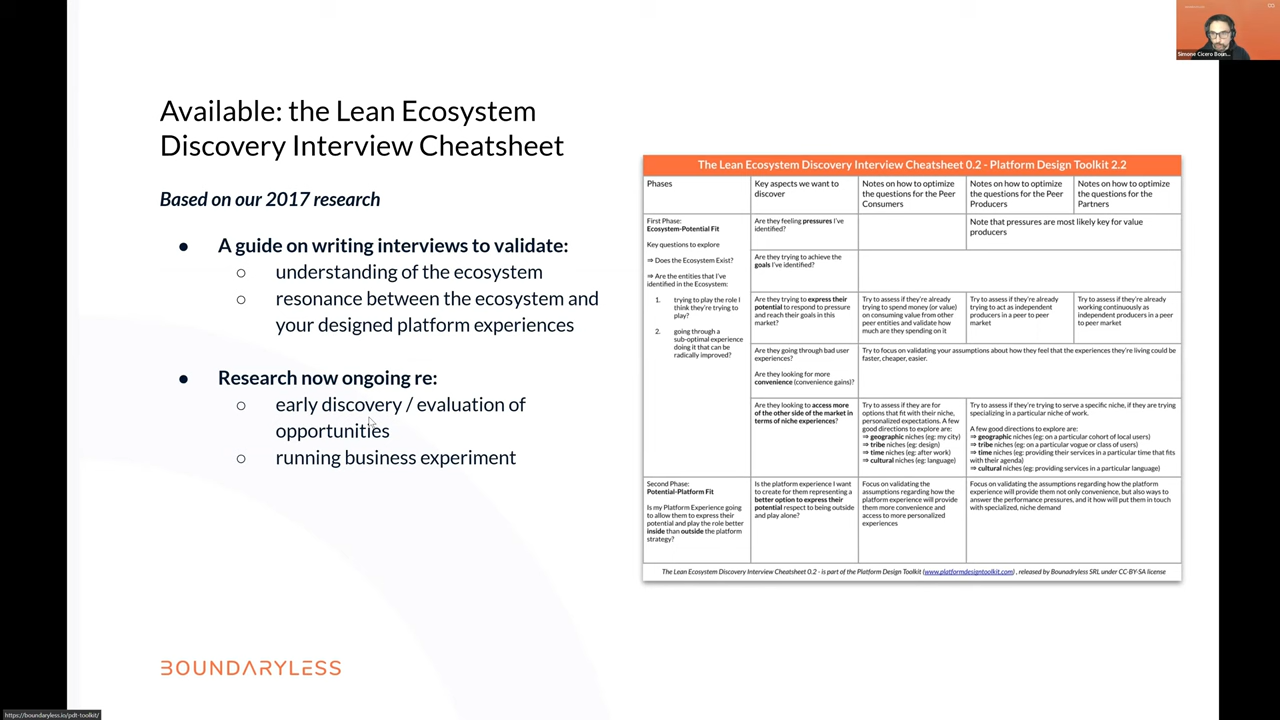 Simone Cicero Boun...
Available: the Lean Ecosystem
Discovery Interview Cheatsheet
Based on our 2017 research
● A guide on writing interviews to validate:
○ understanding of the ecosystem
○ resonance between the ecosystem and
your designed platform experiences
● Research now ongoing re:
○ early discovery / evaluation of
opportunities
○ running business experiment
The Lean Ecosystem Discovery Interview Cheatsheet 0.2 - Platform Design Toolkit 2.2
Phases
Key aspects we want to
discover
Notes on how to optimize
the questions for the Peer
Consumers
Notes on how to optimize
the questions for the Peer
Producers
Notes on how to optimize
the questions for the
Partners
First Phase:
Ecosystem-Potential Fit
Key questions to explore
⇒ Does the Ecosystem Exist?
⇒ Are the entities that I've
identified in the Ecosystem:
1. trying to play the role I
think they're trying to
play?
2. going through a
sub-optimal experience
doing it that can be
radically improved?
Are they feeling pressures I've
identified?
Note that pressures are most likely key for value
producers
Are they trying to achieve the
goals I've identified?
Are they trying to express their
potential to respond to pressure
and reach their goals in this
market?
Try to assess if they're already
trying to spend money (or value)
on consuming value from other
peer entities and validate how
much are they spending on it
Try to assess if they're already
trying to act as independent
producers in a peer to peer
market
Try to assess if they're already
working continuously as
independent producers in a peer
to peer market
Are they going through bad user
experiences?
Are they looking for more
convenience (convenience gains)?
Try to focus on validating your assumptions about how they feel that the experiences they're living could be
faster, cheaper, easier.
Are they looking to access more
of the other side of the market in
terms of niche experiences?
Try to assess if they are for
options that fit with their niche,
personalized expectations. A few
good directions to explore are:
⇒ geographic niches (eg: my city)
⇒ tribe niches (eg: design)
⇒ time niches (eg: after work)
⇒ cultural niches (eg: language)
Try to assess if they're trying to serve a specific niche, if they are trying
specializing in a particular niche of work.
A few good directions to explore are:
⇒ geographic niches (eg: on a particular cohort of local users)
⇒ tribe niches (eg: on a particular vogue or class of users)
⇒ time niches (eg: providing their services in a particular time that fits
with their agenda)
⇒ cultural niches (eg: providing services in a particular language)
Second Phase:
Potential-Platform Fit
Is my Platform Experience going
to allow them to express their
potential and play the role better
inside than outside the platform
strategy?
Is the platform experience I want
to create for them representing a
better option to express their
potential respect to being outside
and play alone?
Focus on validating the
assumptions regarding how the
platform experience will provide
them more convenience and
access to more personalized
experiences
Focus on validating the assumptions regarding how the platform
experience will provide them not only convenience, but also ways to
answer the performance pressures, and it how will put them in touch
with specialized, niche demand
The Lean Ecosystem Discovery Interview Cheatsheet 0.2 - is part of the Platform Design Toolkit (www.platformdesigntoolkit.com) , released by Bounadryless SRL under CC-BY-SA license
BOUNDARYLESS
https://boundaryless.io/pdt-toolkit/